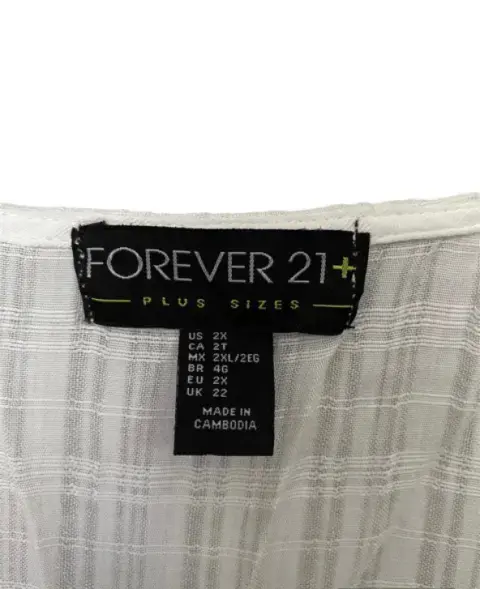 FOREVER 21+
PLUS SIZES
US 2X
CA 2T
MX 2XL/2EG
BR 4G
EU 2X
UK 22
MADE IN
CAMBODIA